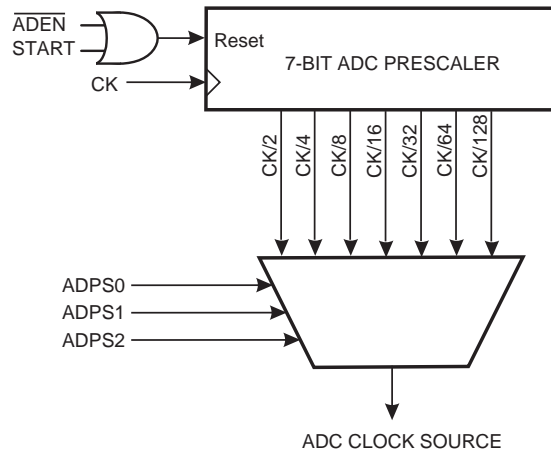 ADEN
START
Reset
7-BIT ADC PRESCALER
CK
CK/2
CK/4
CK/8
CK/16
CK/32
CK/64
CK/128
ADPS0
ADPS1
ADPS2
ADC CLOCK SOURCE